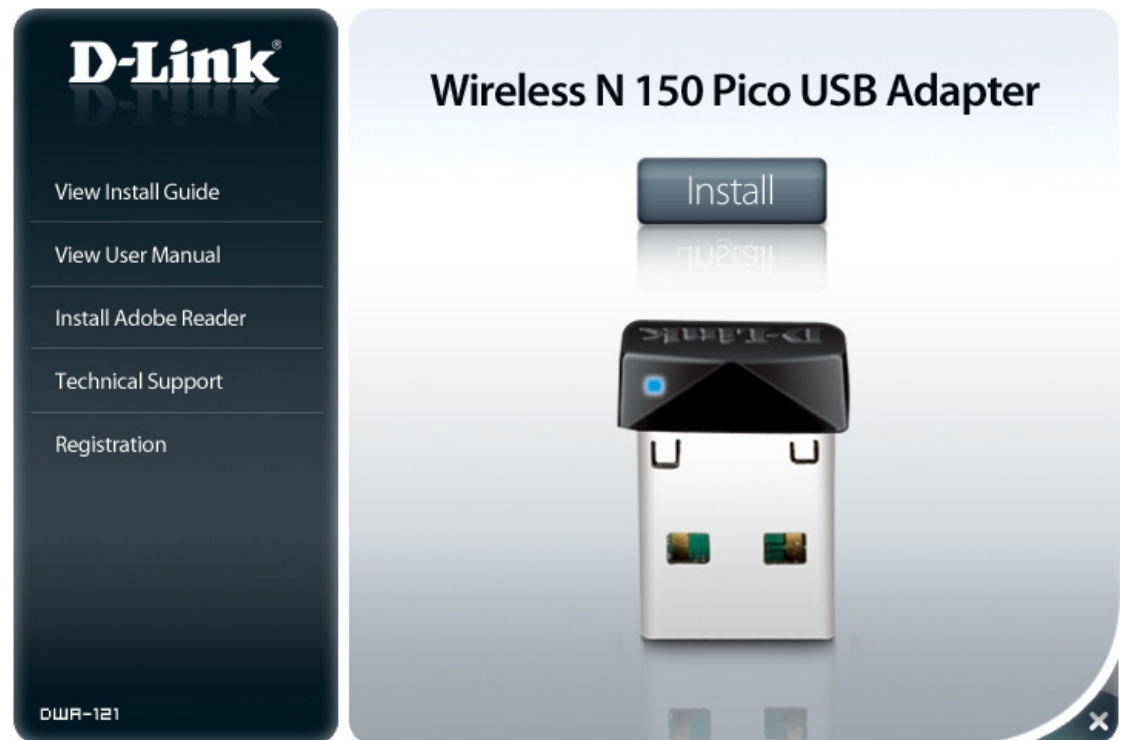 D-Link®
View Install Guide
View User Manual
Install Adobe Reader
Technical Support
Registration
DWA-121
Wireless N 150 Pico USB Adapter
Install
D-Link